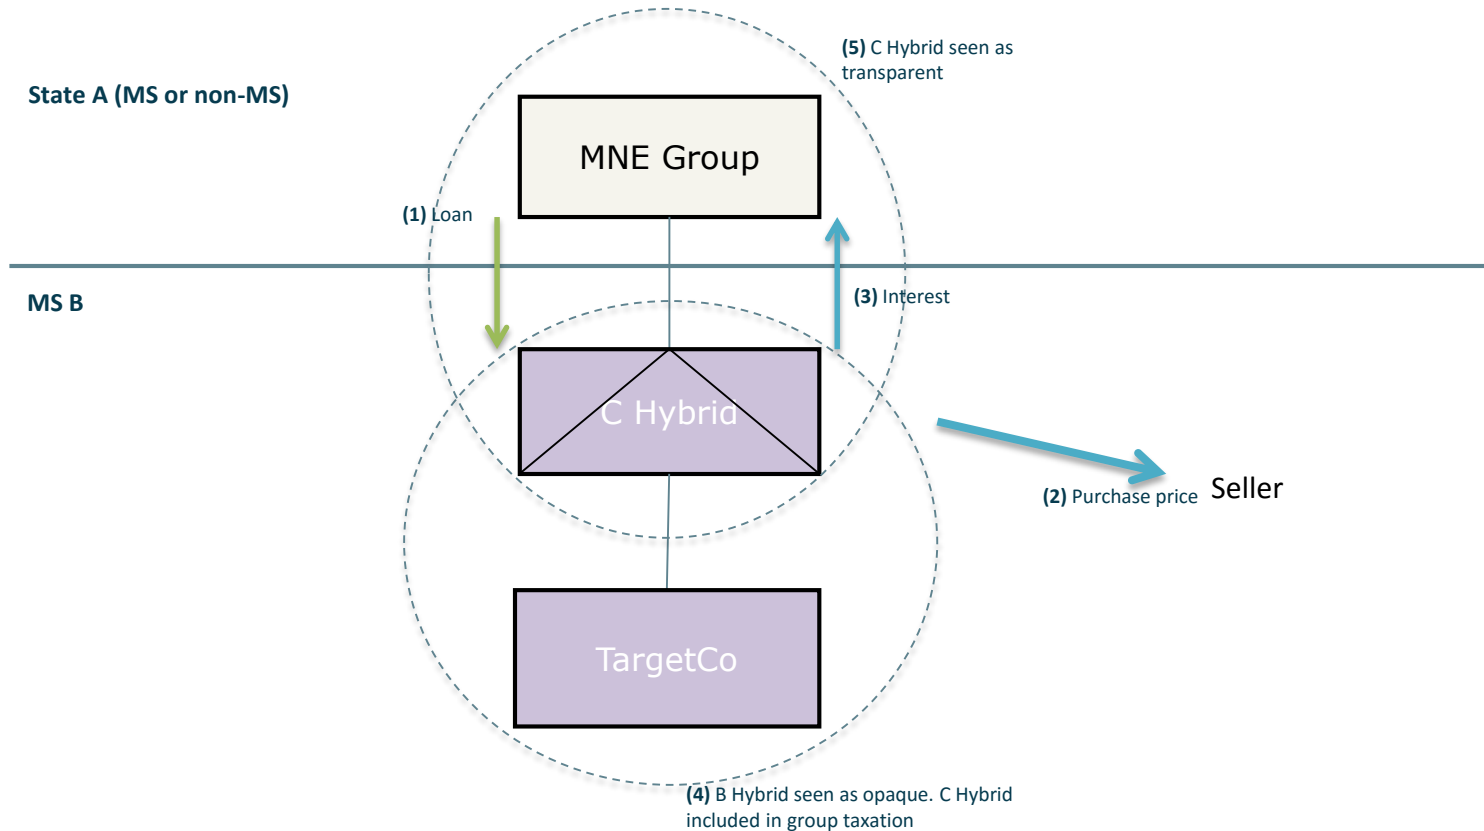 (5) C Hybrid seen as
transparent
State A (MS or non-MS)
MNE Group
(1) Loan
MS B
(3) Interest
C Hybrid
(2) Purchase price
Seller
TargetCo
(4) B Hybrid seen as opaque. C Hybrid
included in group taxation